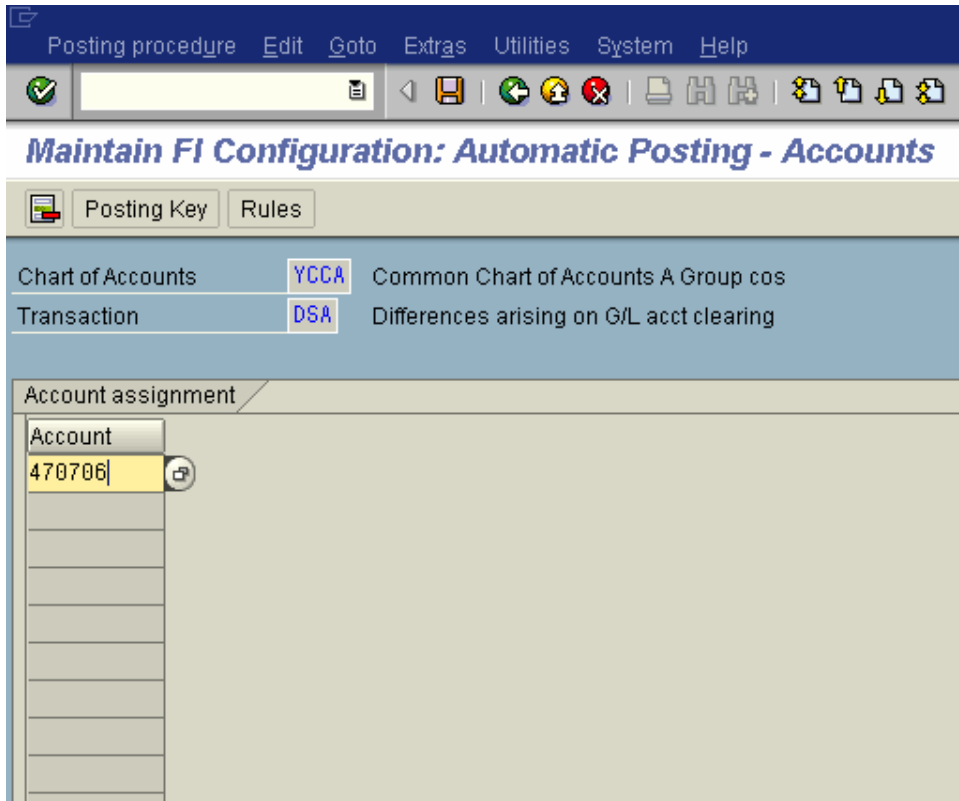 Posting procedure Edit Goto Extras Utilities System Help
Maintain FI Configuration: Automatic Posting - Accounts
Posting Key Rules
Chart of Accounts YCCA Common Chart of Accounts A Group cos
Transaction DSA Differences arising on G/L acct clearing
Account assignment
Account
470706